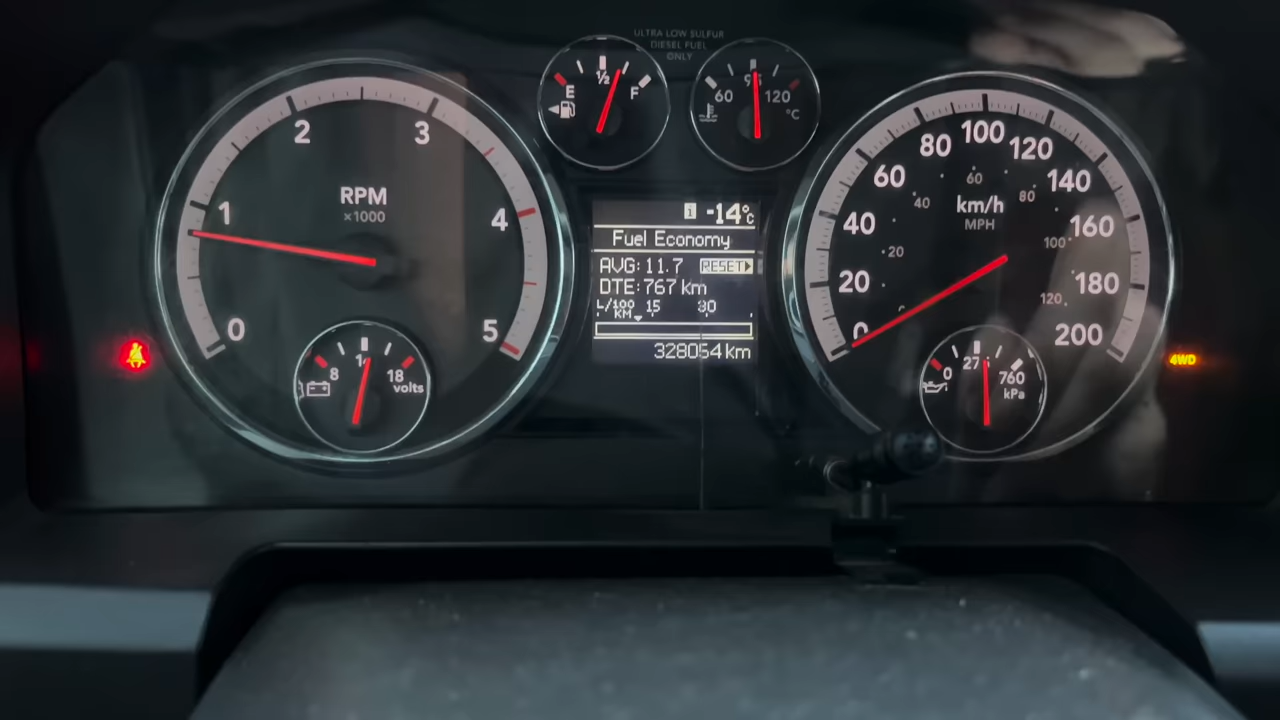 ULTRA LOW SULFUR
DIESEL FUEL
ONLY
E
½
F
60
120
°C
0
1
2
3
4
5
RPM
×1000
8
18
volts
i -14°C
Fuel Economy
AVG: 11.7 RESET
DTE: 767 km
L/100 KM 15 30
328054 km
0
20
40
60
80
100
120
140
160
180
200
20
40
60
80
100
120
km/h
MPH
0
760
kPa
4WD